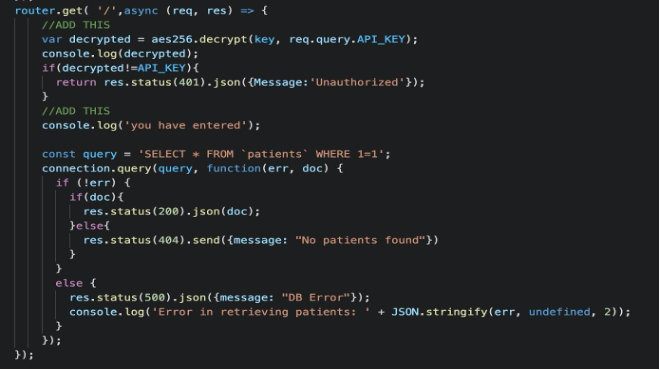 router.get( '/',async (req, res) => {
//ADD THIS
var decrypted = aes256.decrypt(key, req.query.API_KEY);
console.log(decrypted);
if(decrypted!=API_KEY){
return res.status(401).json({Message:'Unauthorized'});
}
//ADD THIS
console.log('you have entered');
const query = 'SELECT * FROM `patients` WHERE 1=1';
connection.query(query, function(err, doc) {
if (!err) {
if(doc){
res.status(200).json(doc);
}else{
res.status(404).send({message: "No patients found"})
}
}
else {
res.status(500).json({message: "DB Error"});
console.log('Error in retrieving patients: ' + JSON.stringify(err, undefined, 2));
}
});
});